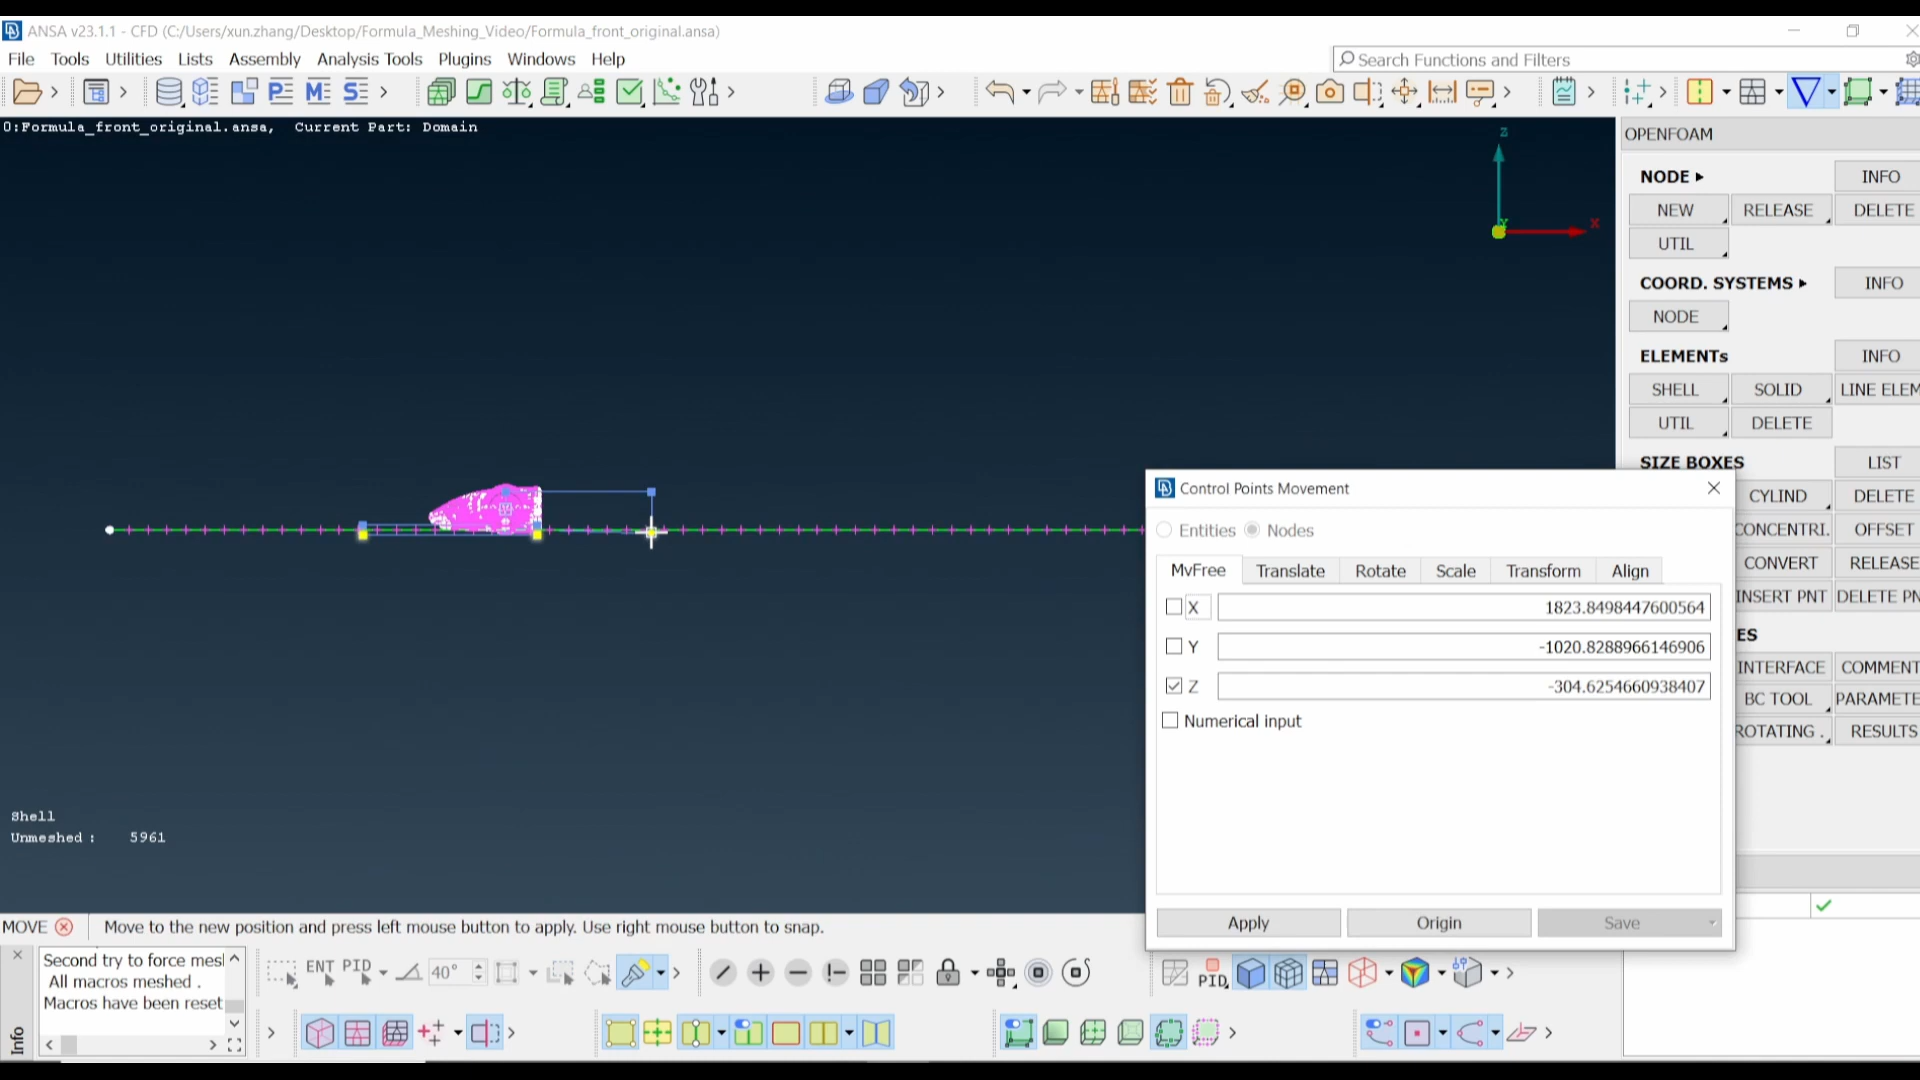 ANSA v23.1.1 - CFD (C:/Users/xun.zhang/Desktop/Formula_Meshing_Video/Formula_front_original.ansa)
File Tools Utilities Lists Assembly Analysis Tools Plugins Windows Help
Search Functions and Filters
0:Formula_front_original.ansa, Current Part: Domain
Z
Y
X
OPENFOAM
NODE ▸ INFO
NEW RELEASE DELETE
UTIL
COORD. SYSTEMS ▸ INFO
NODE
ELEMENTs INFO
SHELL SOLID LINE ELEM
UTIL DELETE
SIZE BOXES LIST
CYLIND DELETE
CONCENTRI. OFFSET
CONVERT RELEASE
INSERT PNT DELETE PN
ES
INTERFACE COMMENT
BC TOOL PARAMETE
ROTATING . RESULTS
Control Points Movement
Entities Nodes
MvFree Translate Rotate Scale Transform Align
X 1823.8498447600564
Y -1020.8288966146906
Z -304.6254660938407
Numerical input
Apply Origin Save
Shell
Unmeshed : 5961
MOVE Move to the new position and press left mouse button to apply. Use right mouse button to snap.
Second try to force mesl
All macros meshed .
Macros have been reset
Info
ENT PID 40°
PID